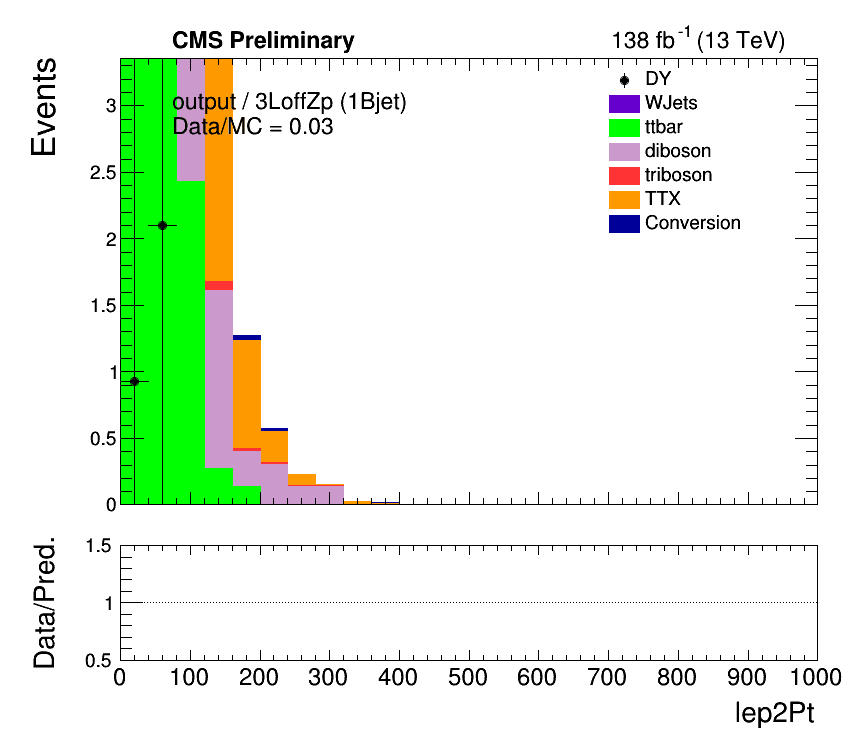 CMS Preliminary
138 fb-1 (13 TeV)
output / 3LoffZp (1Bjet)
Data/MC = 0.03
DY
WJets
ttbar
diboson
triboson
TTX
Conversion
Events
3
2.5
2
1.5
1
0.5
0
Data/Pred.
1.5
1
0.5
0 100 200 300 400 500 600 700 800 900 1000
lep2Pt